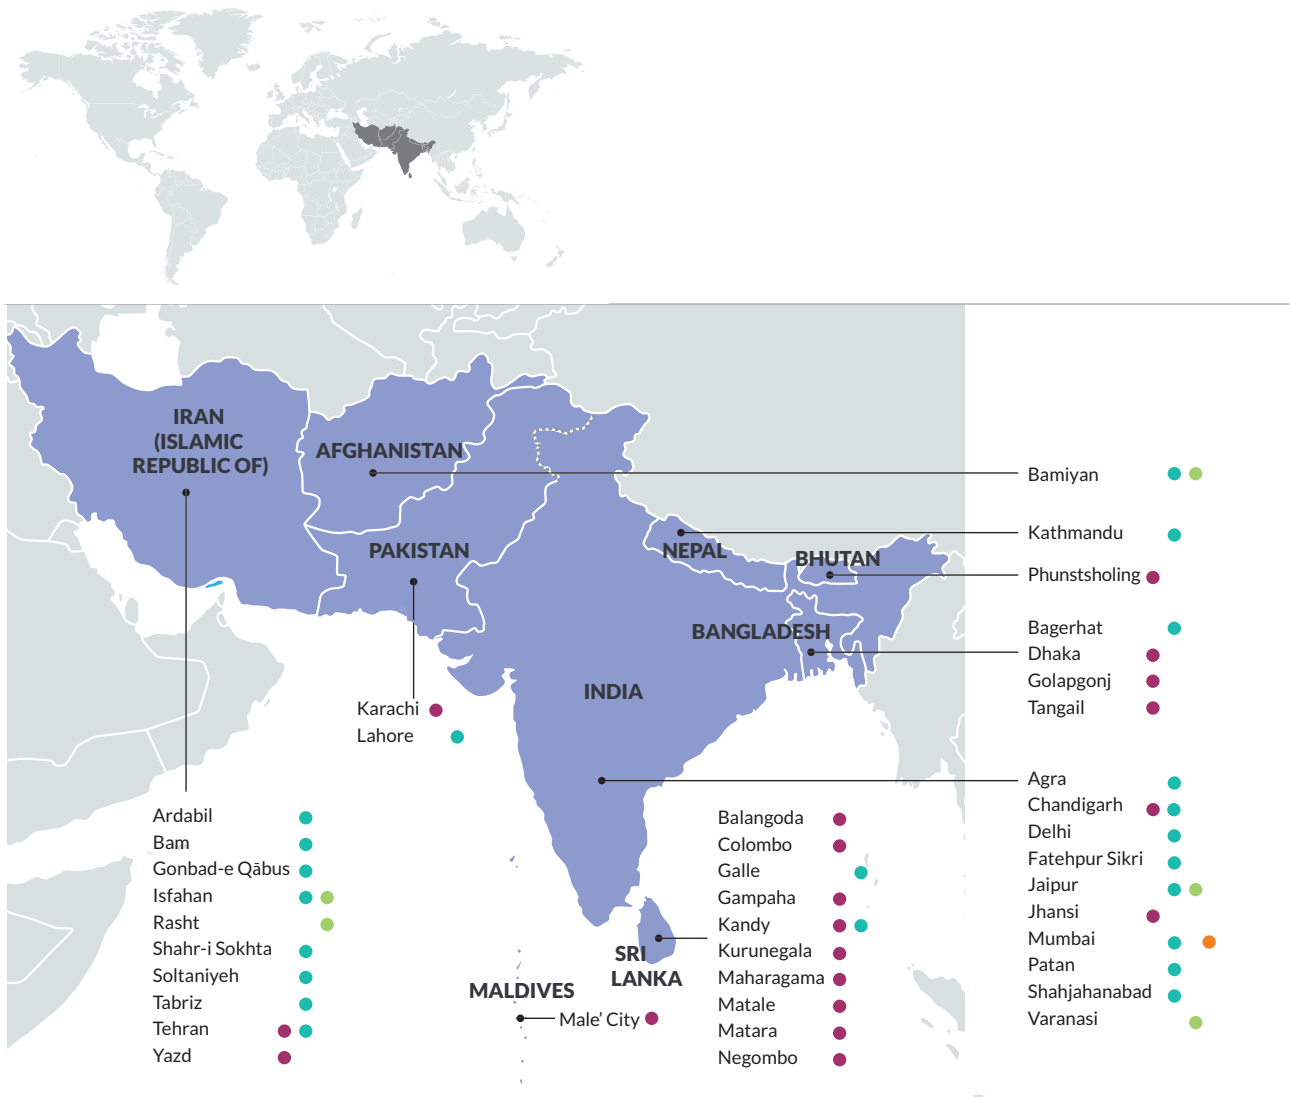 IRAN
(ISLAMIC
REPUBLIC OF)
AFGHANISTAN
PAKISTAN
NEPAL
BHUTAN
BANGLADESH
INDIA
SRI
LANKA
MALDIVES
Male’ City
Karachi
Lahore
Ardabil
Bam
Gonbad-e Qābus
Isfahan
Rasht
Shahr-i Sokhta
Soltaniyeh
Tabriz
Tehran
Yazd
Balangoda
Colombo
Galle
Gampaha
Kandy
Kurunegala
Maharagama
Matale
Matara
Negombo
Bamiyan
Kathmandu
Phunstsholing
Bagerhat
Dhaka
Golapgonj
Tangail
Agra
Chandigarh
Delhi
Fatehpur Sikri
Jaipur
Jhansi
Mumbai
Patan
Shahjahanabad
Varanasi